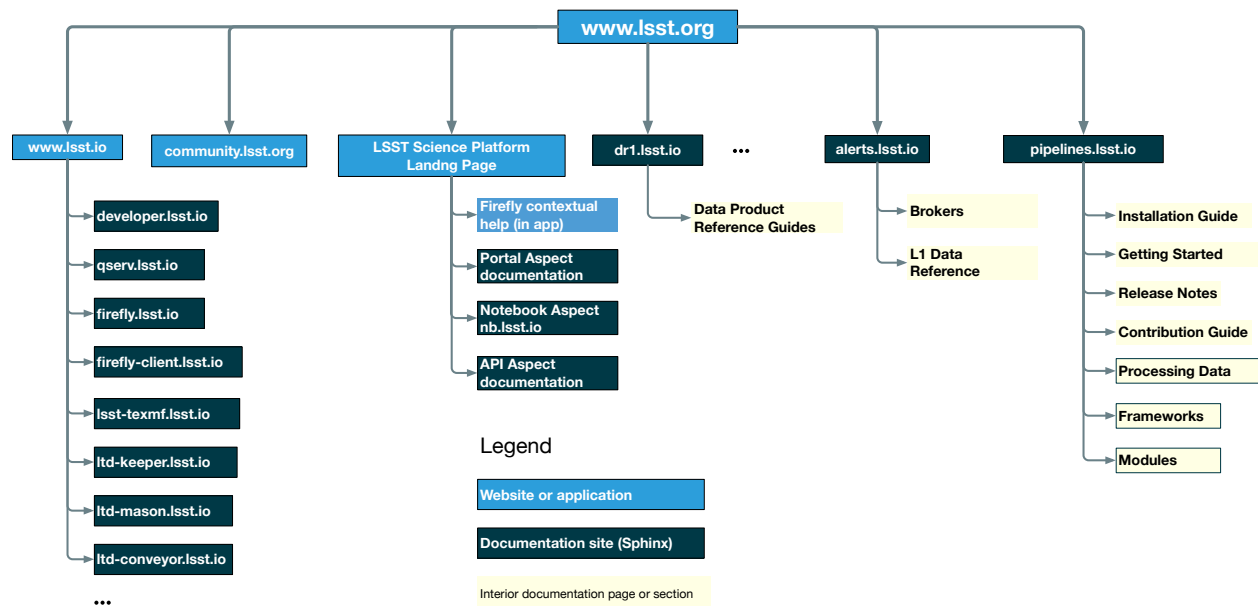 www.lsst.org
www.lsst.io
community.lsst.org
LSST Science Platform
Landng Page
dr1.lsst.io
...
alerts.lsst.io
pipelines.lsst.io
developer.lsst.io
qserv.lsst.io
firefly.lsst.io
firefly-client.lsst.io
lsst-texmf.lsst.io
ltd-keeper.lsst.io
ltd-mason.lsst.io
ltd-conveyor.lsst.io
...
Firefly contextual
help (in app)
Portal Aspect
documentation
Notebook Aspect
nb.lsst.io
API Aspect
documentation
Data Product
Reference Guides
Brokers
L1 Data
Reference
Installation Guide
Getting Started
Release Notes
Contribution Guide
Processing Data
Frameworks
Modules
Legend
Website or application
Documentation site (Sphinx)
Interior documentation page or section